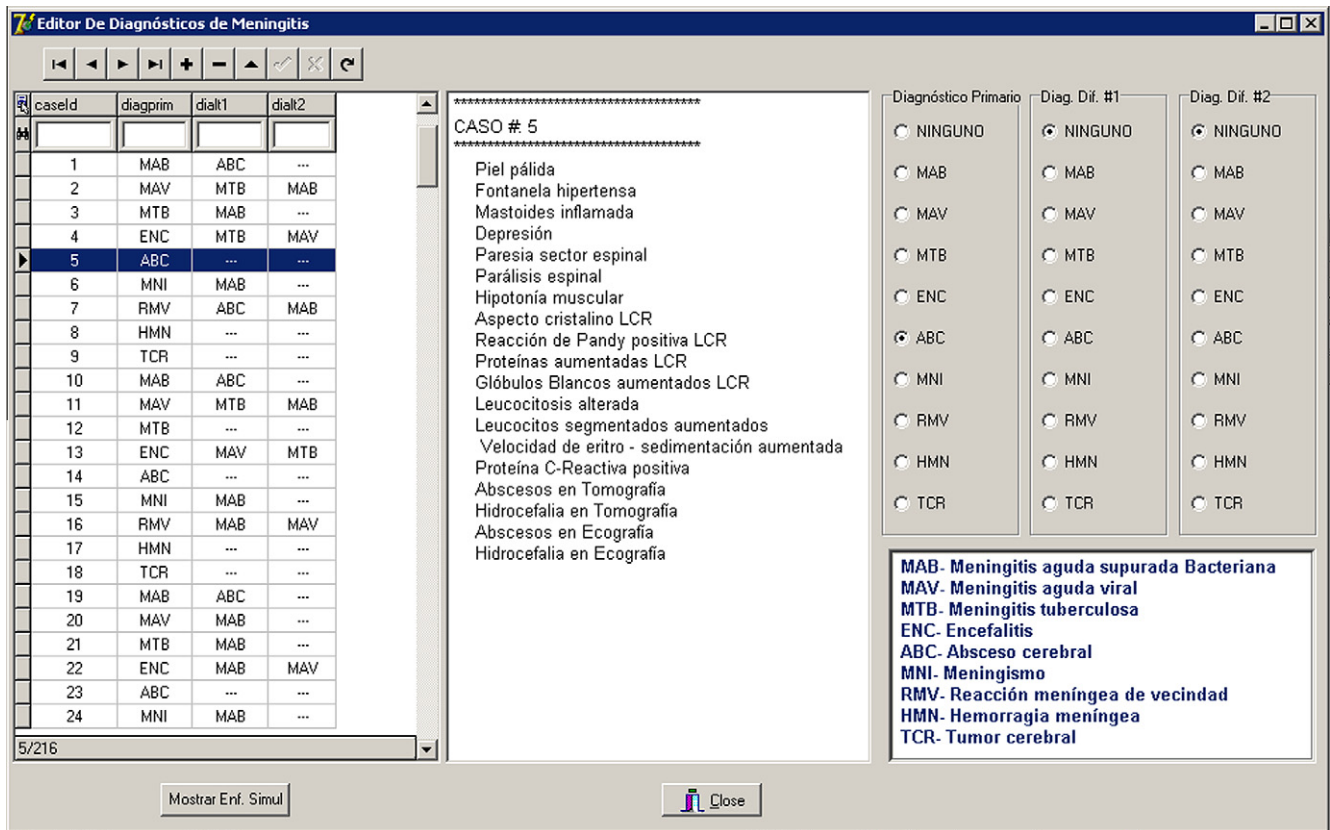 Editor De Diagnósticos de Meningitis
caseId diagprim dialt1 dialt2
1 MAB ABC ---
2 MAV MTB MAB
3 MTB MAB ---
4 ENC MTB MAV
5 ABC --- ---
6 MNI MAB ---
7 RMV ABC MAB
8 HMN --- ---
9 TCR --- ---
10 MAB ABC ---
11 MAV MTB MAB
12 MTB --- ---
13 ENC MAV MTB
14 ABC --- ---
15 MNI MAB ---
16 RMV MAB MAV
17 HMN --- ---
18 TCR --- ---
19 MAB ABC ---
20 MAV MAB ---
21 MTB MAB ---
22 ENC MAB MAV
23 ABC --- ---
24 MNI MAB ---
5/216
Mostrar Enf. Simul
*************************************
CASO #: 5
*************************************
Piel pálida
Fontanela hipertensa
Mastoides inflamada
Depresión
Paresia sector espinal
Parálisis espinal
Hipotonía muscular
Aspecto cristalino LCR
Reacción de Pandy positiva LCR
Proteínas aumentadas LCR
Glóbulos Blancos aumentados LCR
Leucocitosis alterada
Leucocitos segmentados aumentados
Velocidad de eritro - sedimentación aumentada
Proteína C-Reactiva positiva
Abscesos en Tomografía
Hidrocefalia en Tomografía
Abscesos en Ecografía
Hidrocefalia en Ecografía
Close
Diagnóstico Primario
NINGUNO
MAB
MAV
MTB
ENC
ABC
MNI
RMV
HMN
TCR
Diag. Dif. #1
NINGUNO
MAB
MAV
MTB
ENC
ABC
MNI
RMV
HMN
TCR
Diag. Dif. #2
NINGUNO
MAB
MAV
MTB
ENC
ABC
MNI
RMV
HMN
TCR
MAB- Meningitis aguda supurada Bacteriana
MAV- Meningitis aguda viral
MTB- Meningitis tuberculosa
ENC- Encefalitis
ABC- Absceso cerebral
MNI- Meningismo
RMV- Reacción meníngea de vecindad
HMN- Hemorragia meníngea
TCR- Tumor cerebral